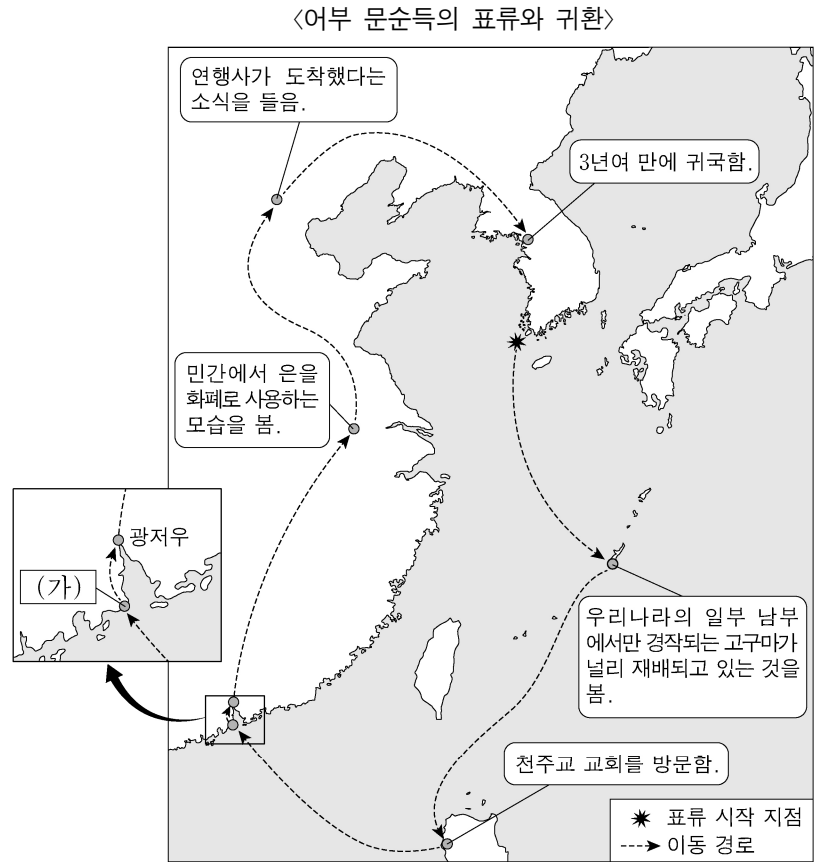 〈어부 문순득의 표류와 귀환〉
연행사가 도착했다는
소식을 들음.
3년여 만에 귀국함.
민간에서 은을
화폐로 사용하는
모습을 봄.
광저우
(가)
우리나라의 일부 남부
에서만 경작되는 고구마가
널리 재배되고 있는 것을
봄.
천주교 교회를 방문함.
표류 시작 지점
이동 경로